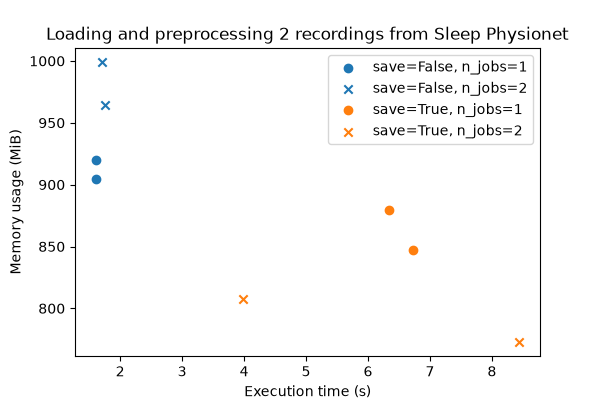 Loading and preprocessing 2 recordings from Sleep Physionet
save=False, n_jobs=1
save=False, n_jobs=2
save=True, n_jobs=1
save=True, n_jobs=2
Memory usage (MiB)
1000
950
900
850
800
2 3 4 5 6 7 8
Execution time (s)